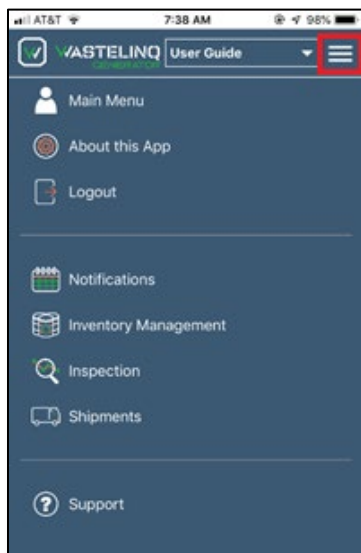 AT&T 7:38 AM 98%
WASTELINQ User Guide
GENERATOR
Main Menu
About this App
Logout
Notifications
Inventory Management
Inspection
Shipments
? Support